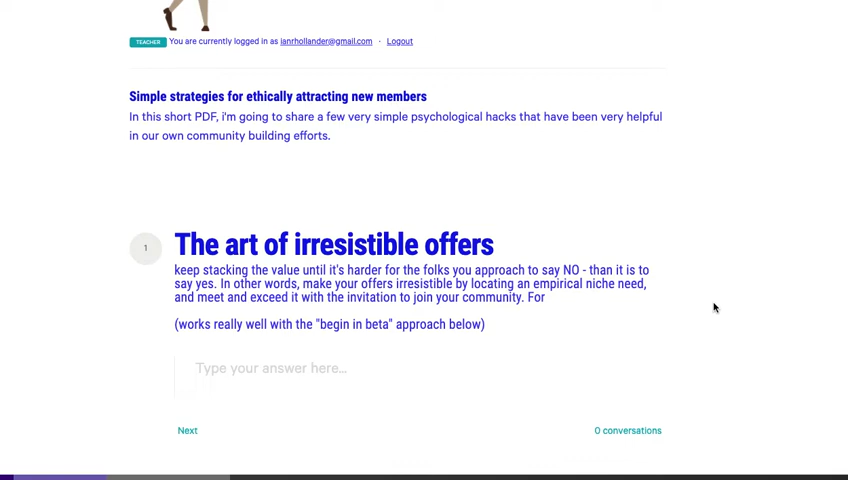 TEACHER You are currently logged in as ianrhollander@gmail.com · Logout
Simple strategies for ethically attracting new members
In this short PDF, i'm going to share a few very simple psychological hacks that have been very helpful
in our own community building efforts.
1
The art of irresistible offers
keep stacking the value until it's harder for the folks you approach to say NO - than it is to
say yes. In other words, make your offers irresistible by locating an empirical niche need,
and meet and exceed it with the invitation to join your community. For
(works really well with the "begin in beta" approach below)
Type your answer here...
Next 0 conversations